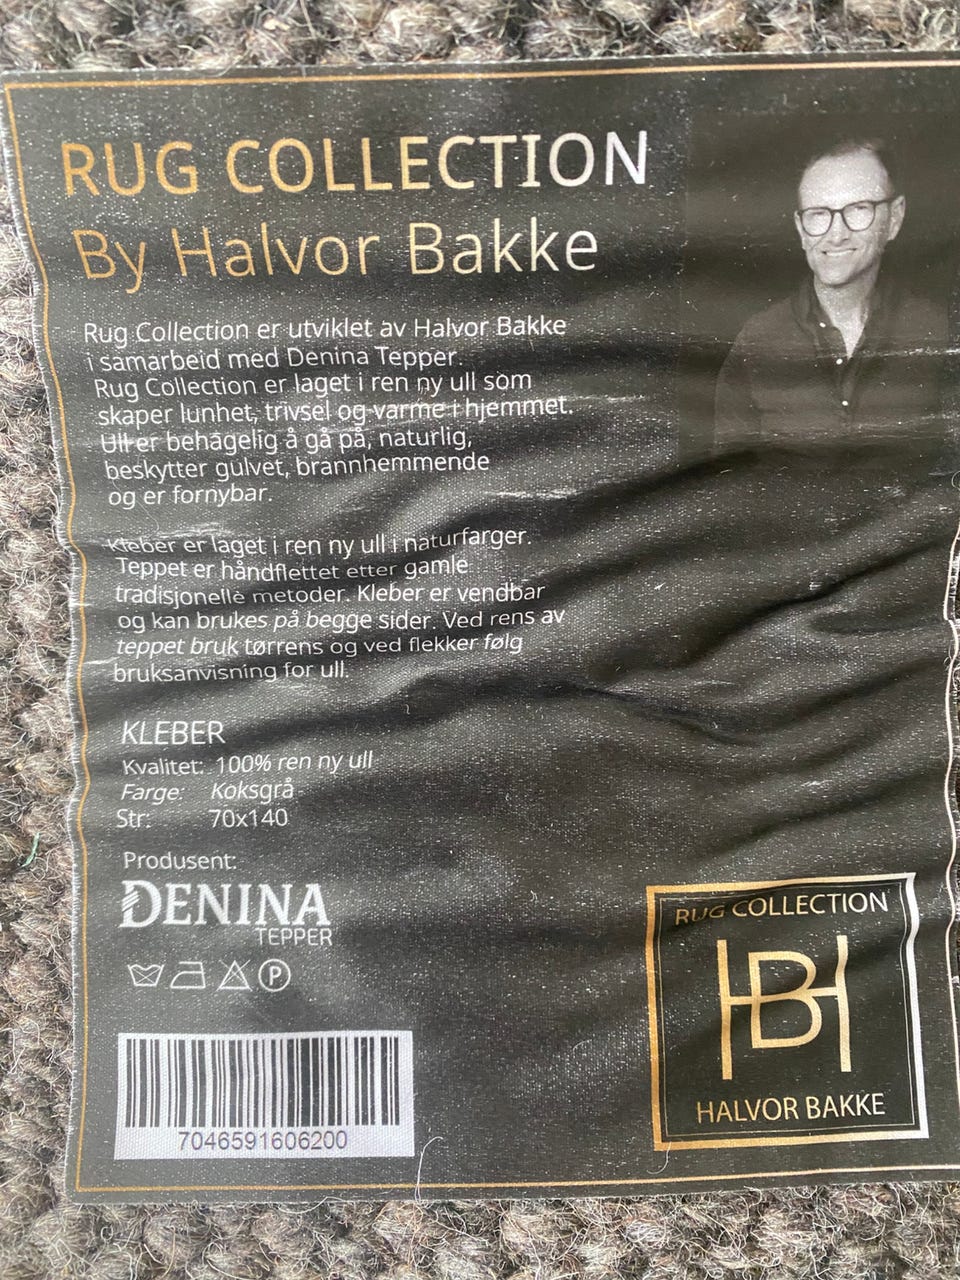 RUG COLLECTION
By Halvor Bakke
Rug Collection er utviklet av Halvor Bakke
i samarbeid med Denina Tepper.
Rug Collection er laget i ren ny ull som
skaper lunhet, trivsel og varme i hjemmet.
Ull er behagelig å gå på, naturlig,
beskytter gulvet, brannhemmende
og er fornybar.
Kleber er laget i ren ny ull i naturfarger.
Teppet er håndflettet etter gamle
tradisjonelle metoder. Kleber er vendbar
og kan brukes på begge sider. Ved rens av
teppet bruk tørrens og ved flekker følg
bruksanvisning for ull.
KLEBER
Kvalitet: 100% ren ny ull
Farge: Koksgrå
Str: 70x140
Produsent:
DENINA
TEPPER
P
7046591606200
RUG COLLECTION
HB
HALVOR BAKKE